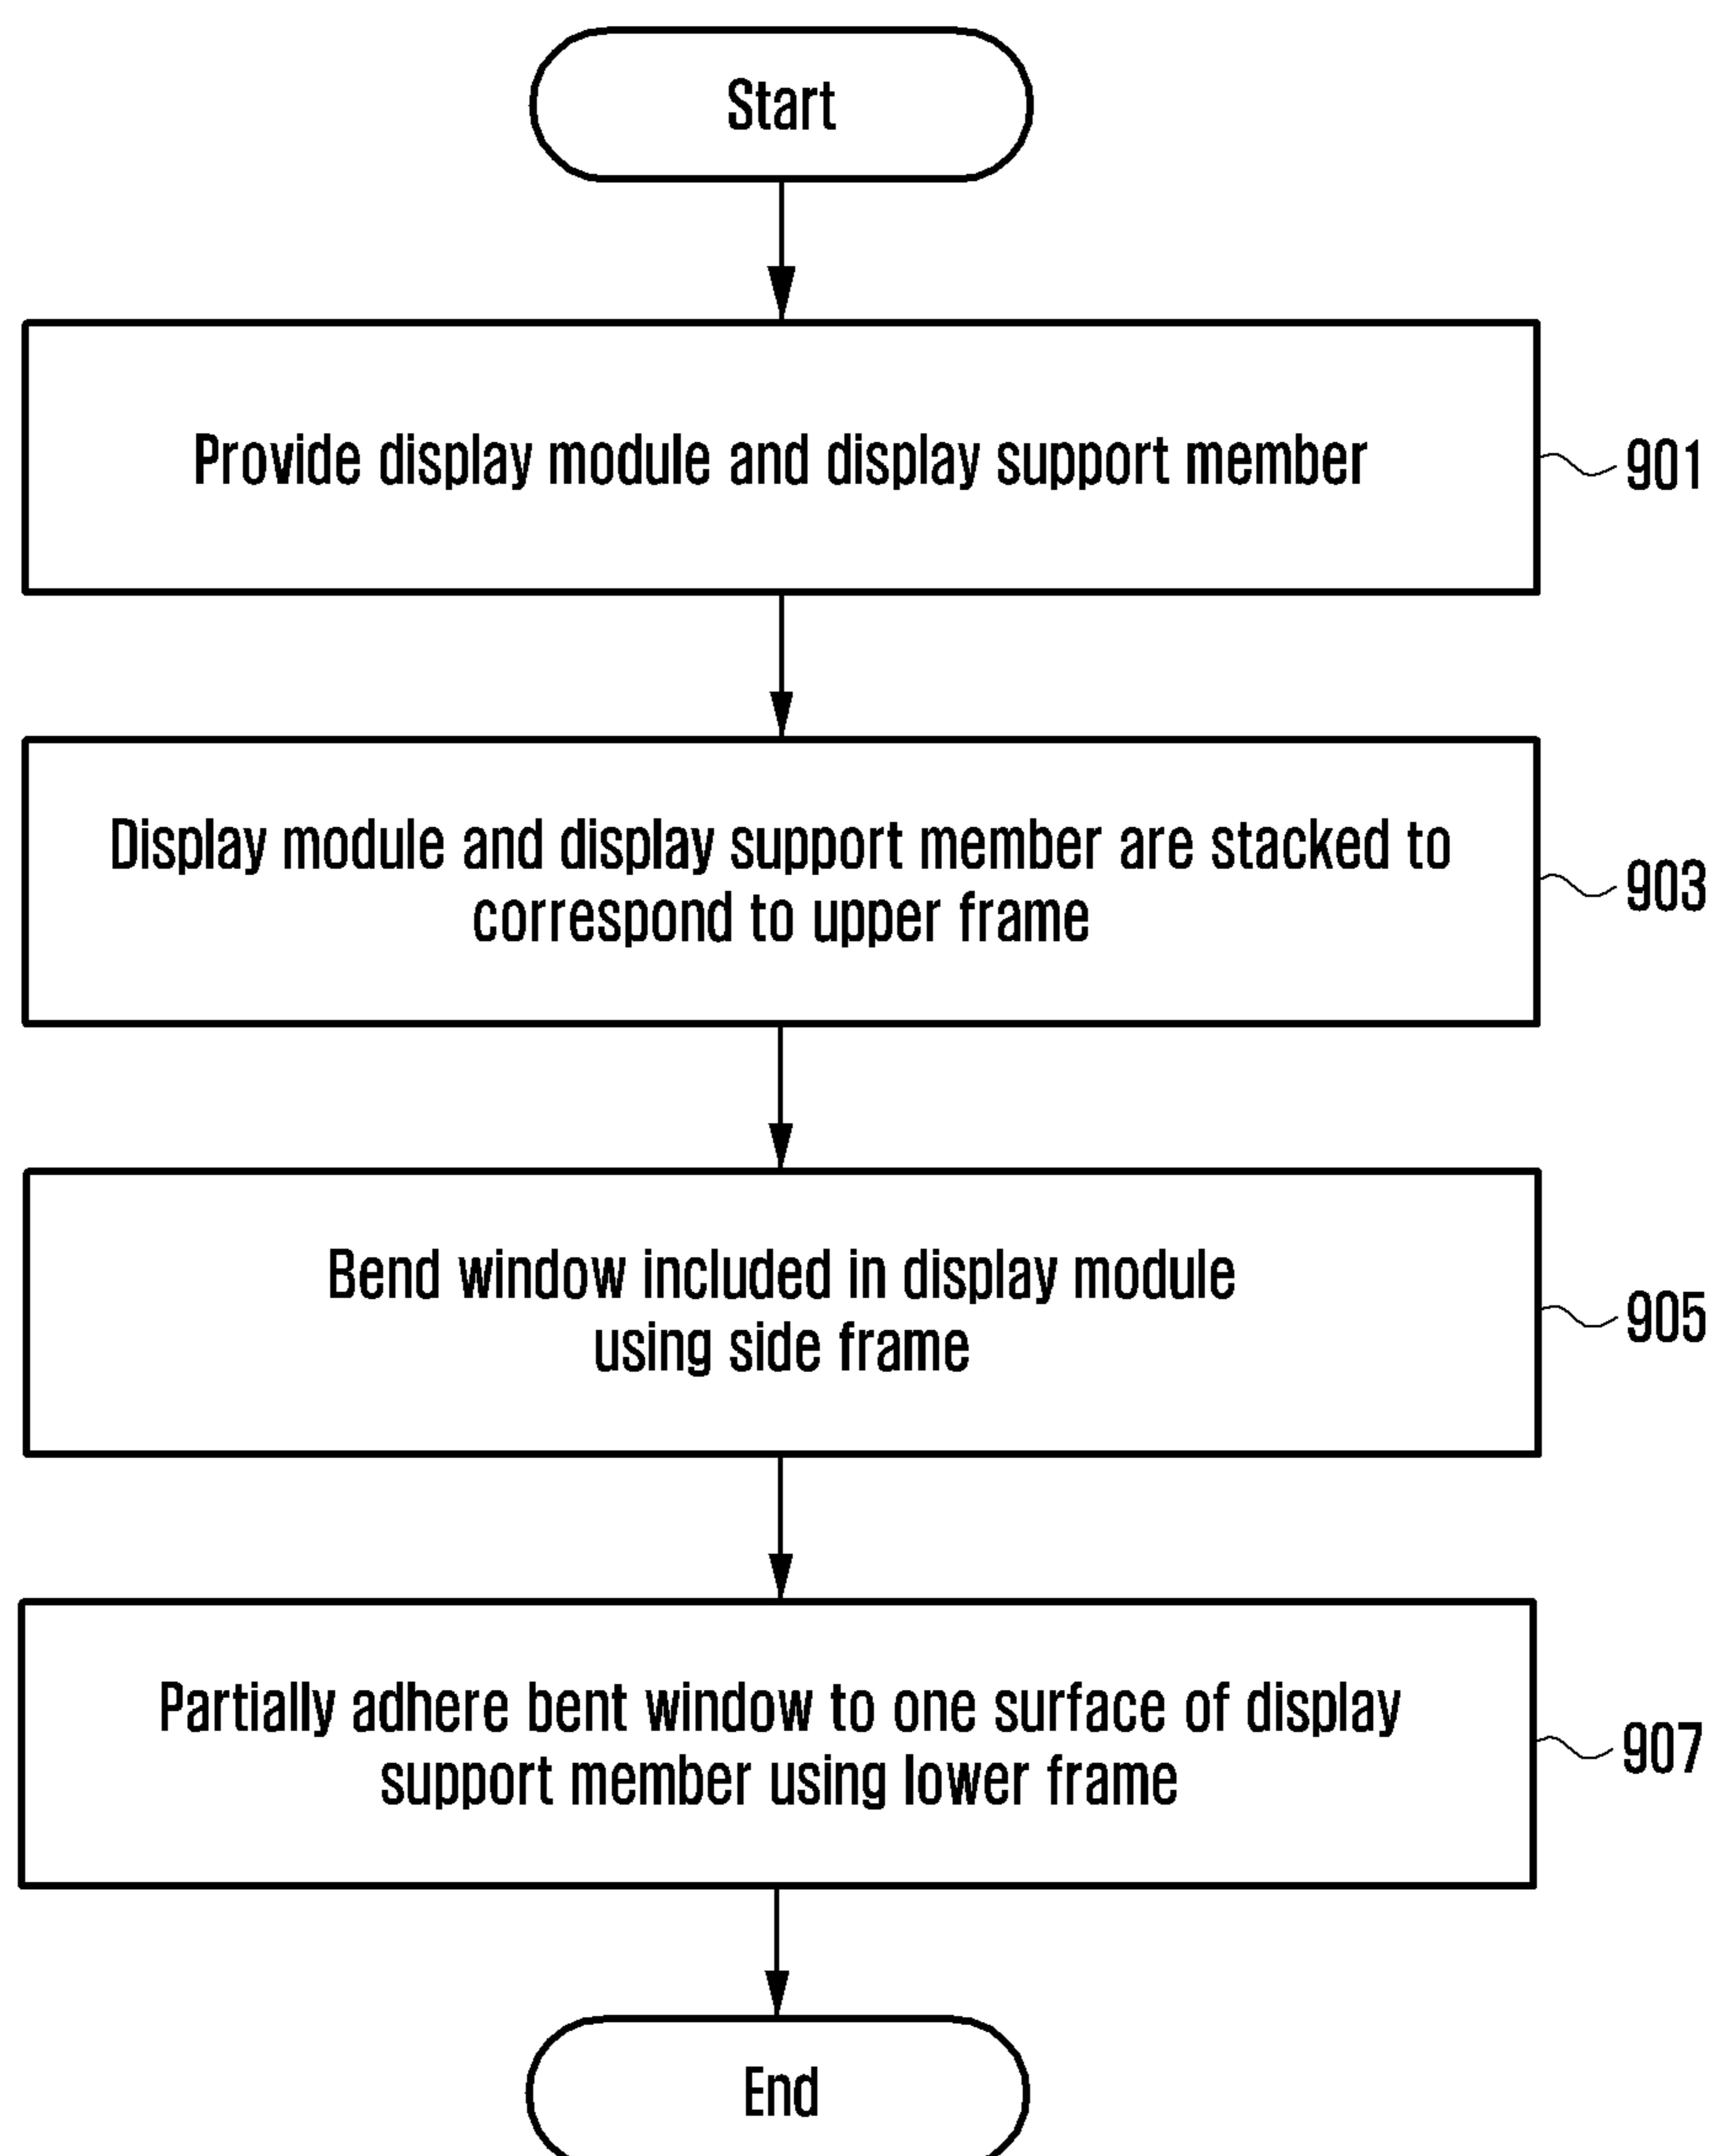 Start
Provide display module and display support member
901
Display module and display support member are stacked to
correspond to upper frame
903
Bend window included in display module
using side frame
905
Partially adhere bent window to one surface of display
support member using lower frame
907
End